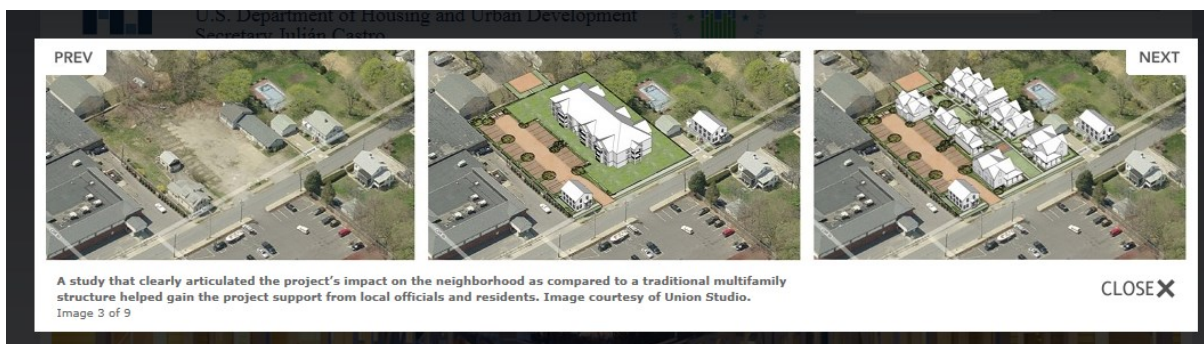 U.S. Department of Housing and Urban Development
Secretary Julián Castro
PREV
NEXT
A study that clearly articulated the project's impact on the neighborhood as compared to a traditional multifamily
structure helped gain the project support from local officials and residents. Image courtesy of Union Studio.
Image 3 of 9
CLOSE